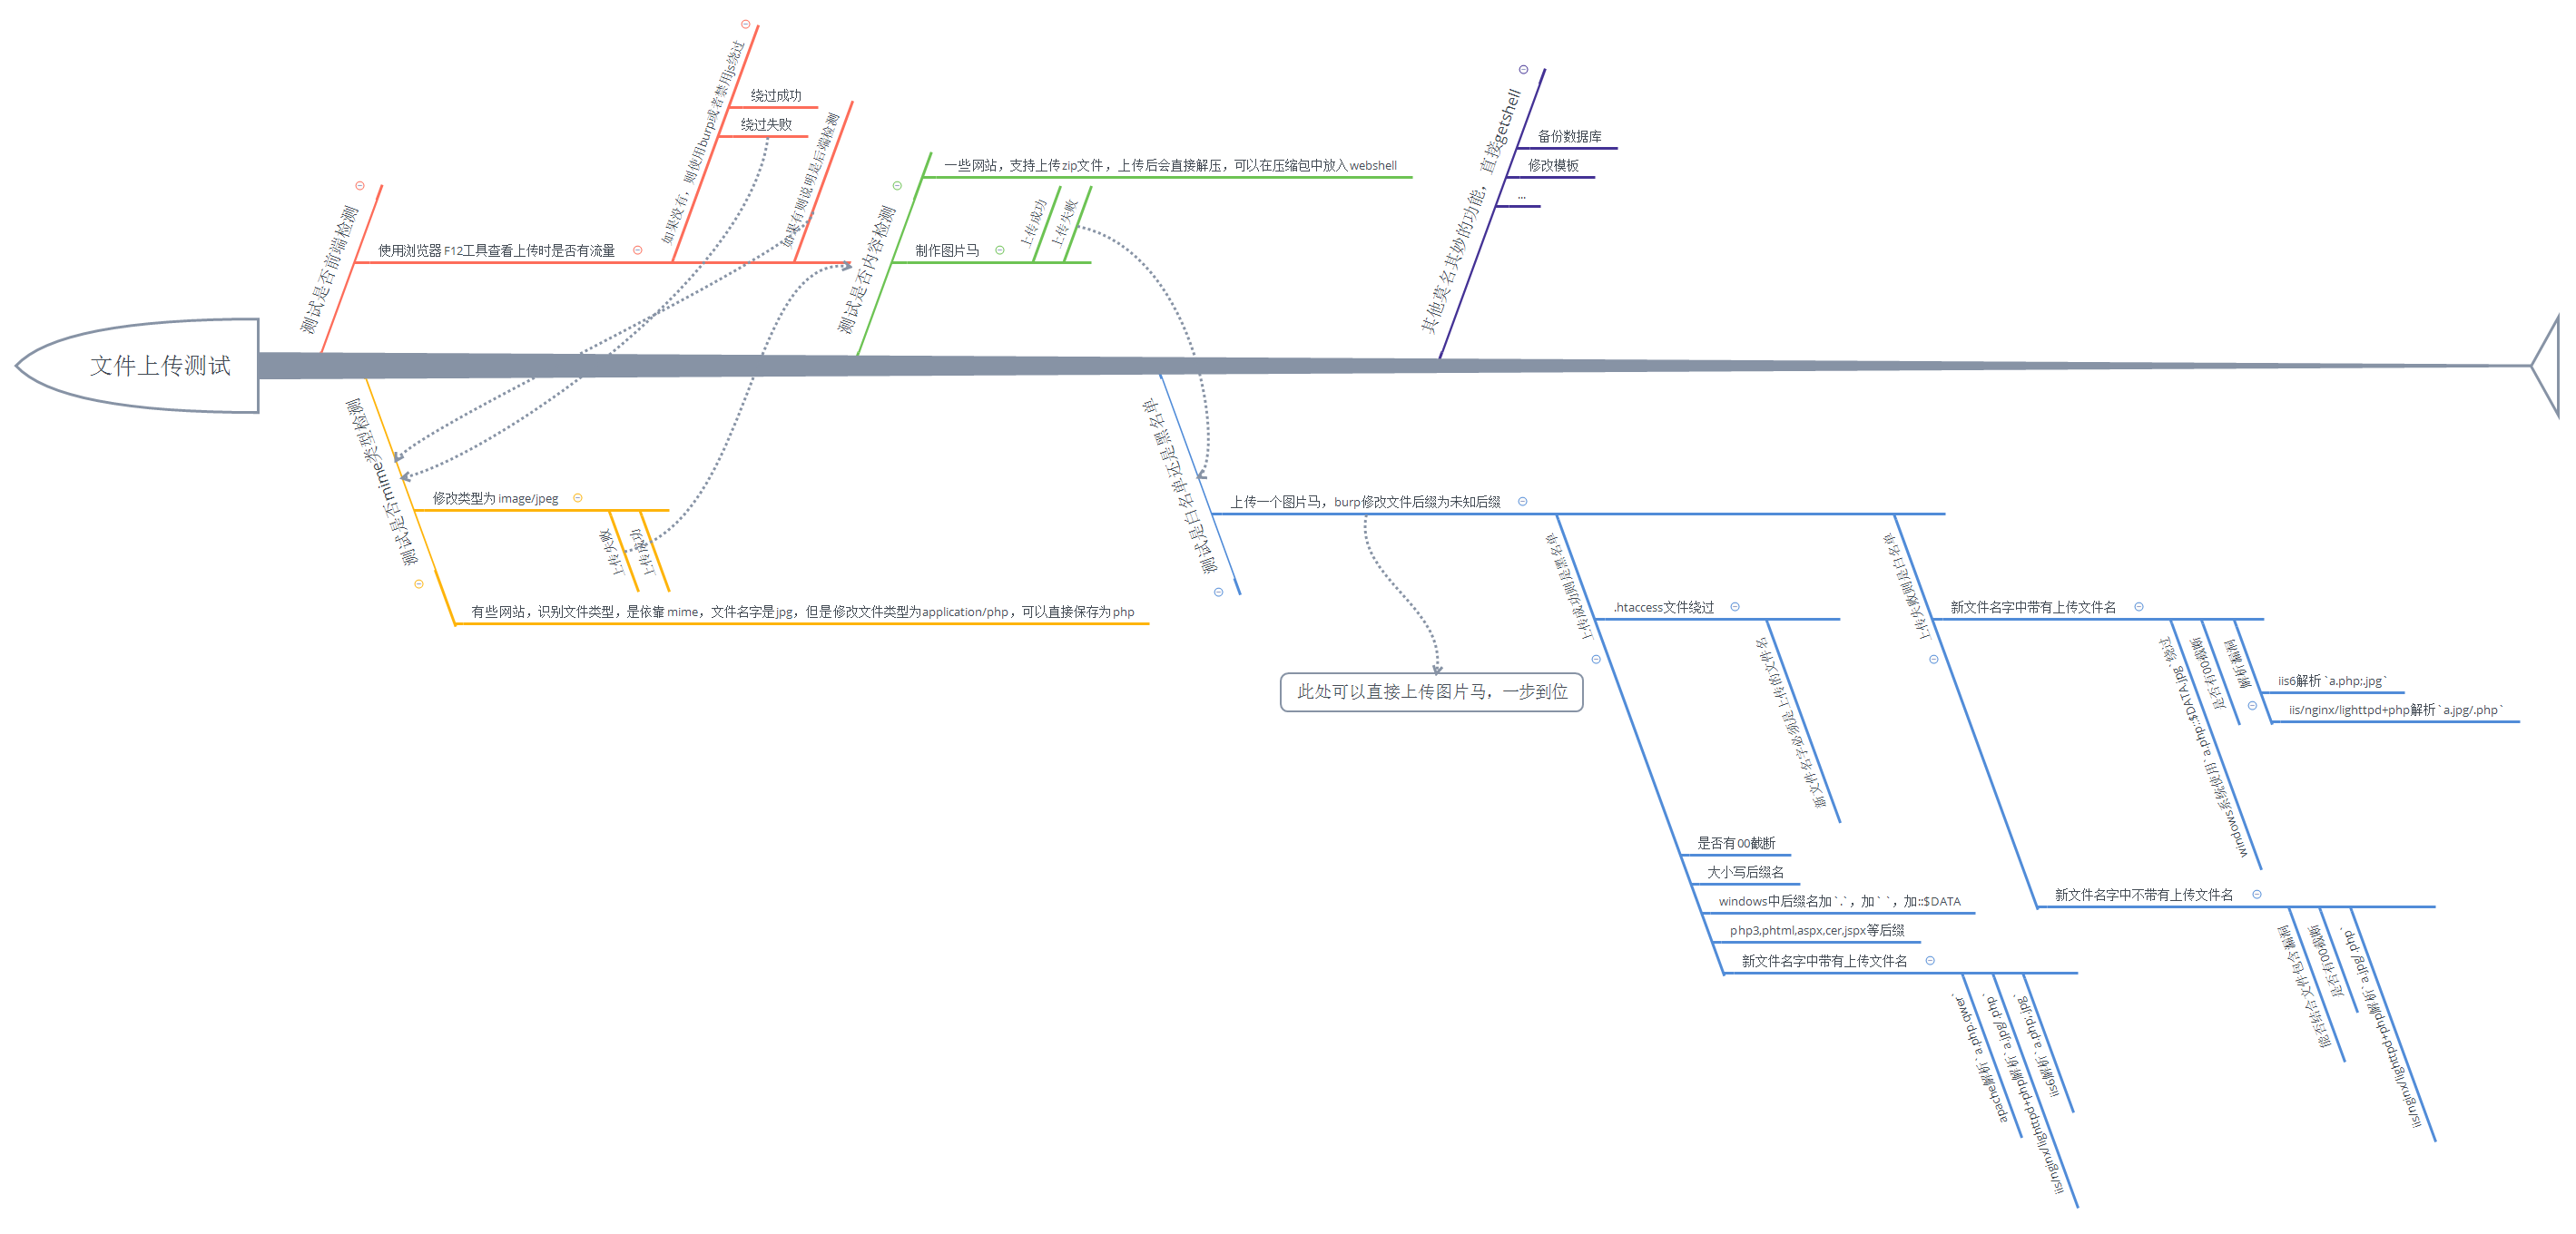 文件上传测试
测试是否前端检测
使用浏览器F12工具查看上传时是否有流量
如果没有，则使用burp或者禁用js绕过
绕过成功
绕过失败
如果有则说明是后端检测
测试是否mime类型检测
修改类型为 image/jpeg
上传失败
上传成功
有些网站，识别文件类型，是依靠mime，文件名字是jpg，但是修改文件类型为application/php，可以直接保存为php
测试是否内容检测
一些网站，支持上传zip文件，上传后会直接解压，可以在压缩包中放入webshell
制作图片马
上传成功
上传失败
测试是白名单还是黑名单
上传一个图片马，burp修改文件后缀为未知后缀
此处可以直接上传图片马，一步到位
上传成功则是黑名单
.htaccess文件绕过
新文件名字必须是上传的文件名
是否有00截断
大小写后缀名
windows中后缀名加`.`，加` `，加::$DATA
php3,phtml,aspx,cer,jspx等后缀
新文件名字中带有上传文件名
apache解析`a.php.qwer`
iis/nginx/lighttpd+php解析`a.jpg/.php`
iis6解析`a.php;.jpg`
上传失败则是白名单
新文件名字中带有上传文件名
windows系统使用`a.php::$DATA.jpg`绕过
是否有00截断
解析漏洞
iis6解析`a.php;.jpg`
iis/nginx/lighttpd+php解析`a.jpg/.php`
新文件名字中不带有上传文件名
能否结合文件包含漏洞
是否有00截断
iis/nginx/lighttpd+php解析`a.jpg/.php`
其他莫名其妙的功能，直接getshell
备份数据库
修改模板
...